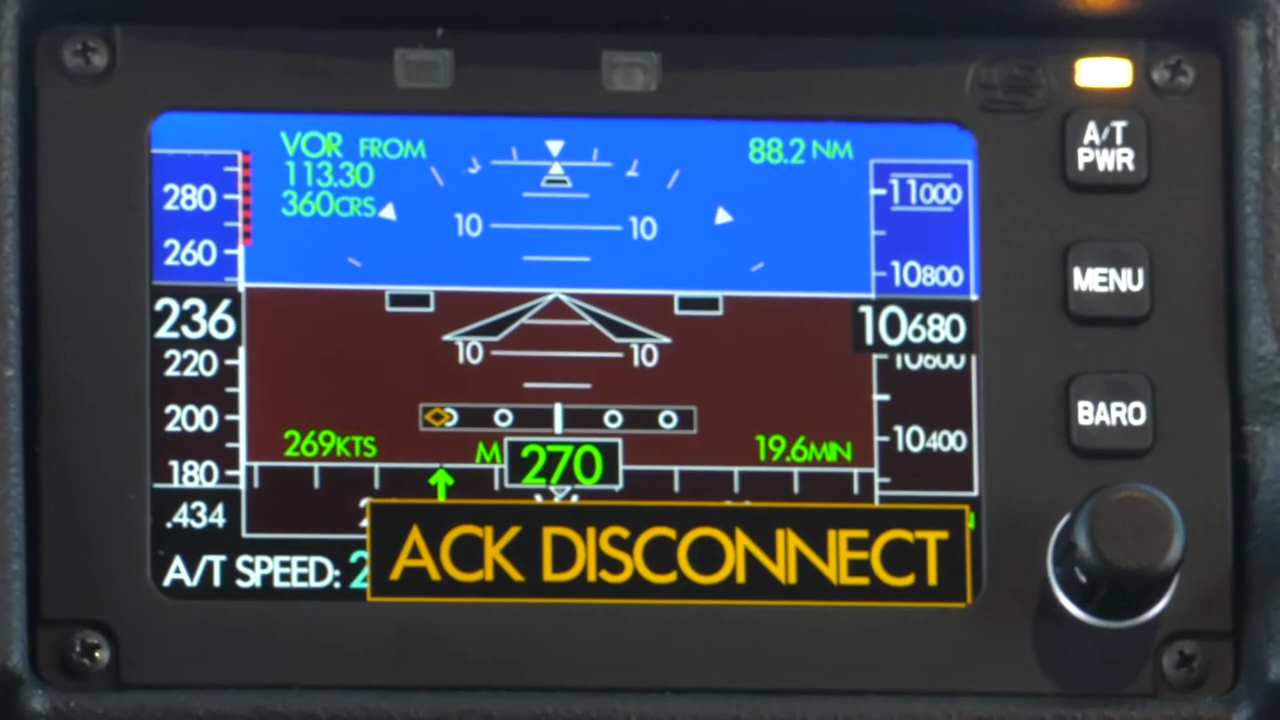 VOR FROM
113.30
360CRS
88.2 NM
280
260
236
220
200
180
.434
10 10
10 10
11000
10800
10680
10600
10400
269KTS
M
270
19.6MIN
A/T SPEED: 2
ACK DISCONNECT
A/T
PWR
MENU
BARO